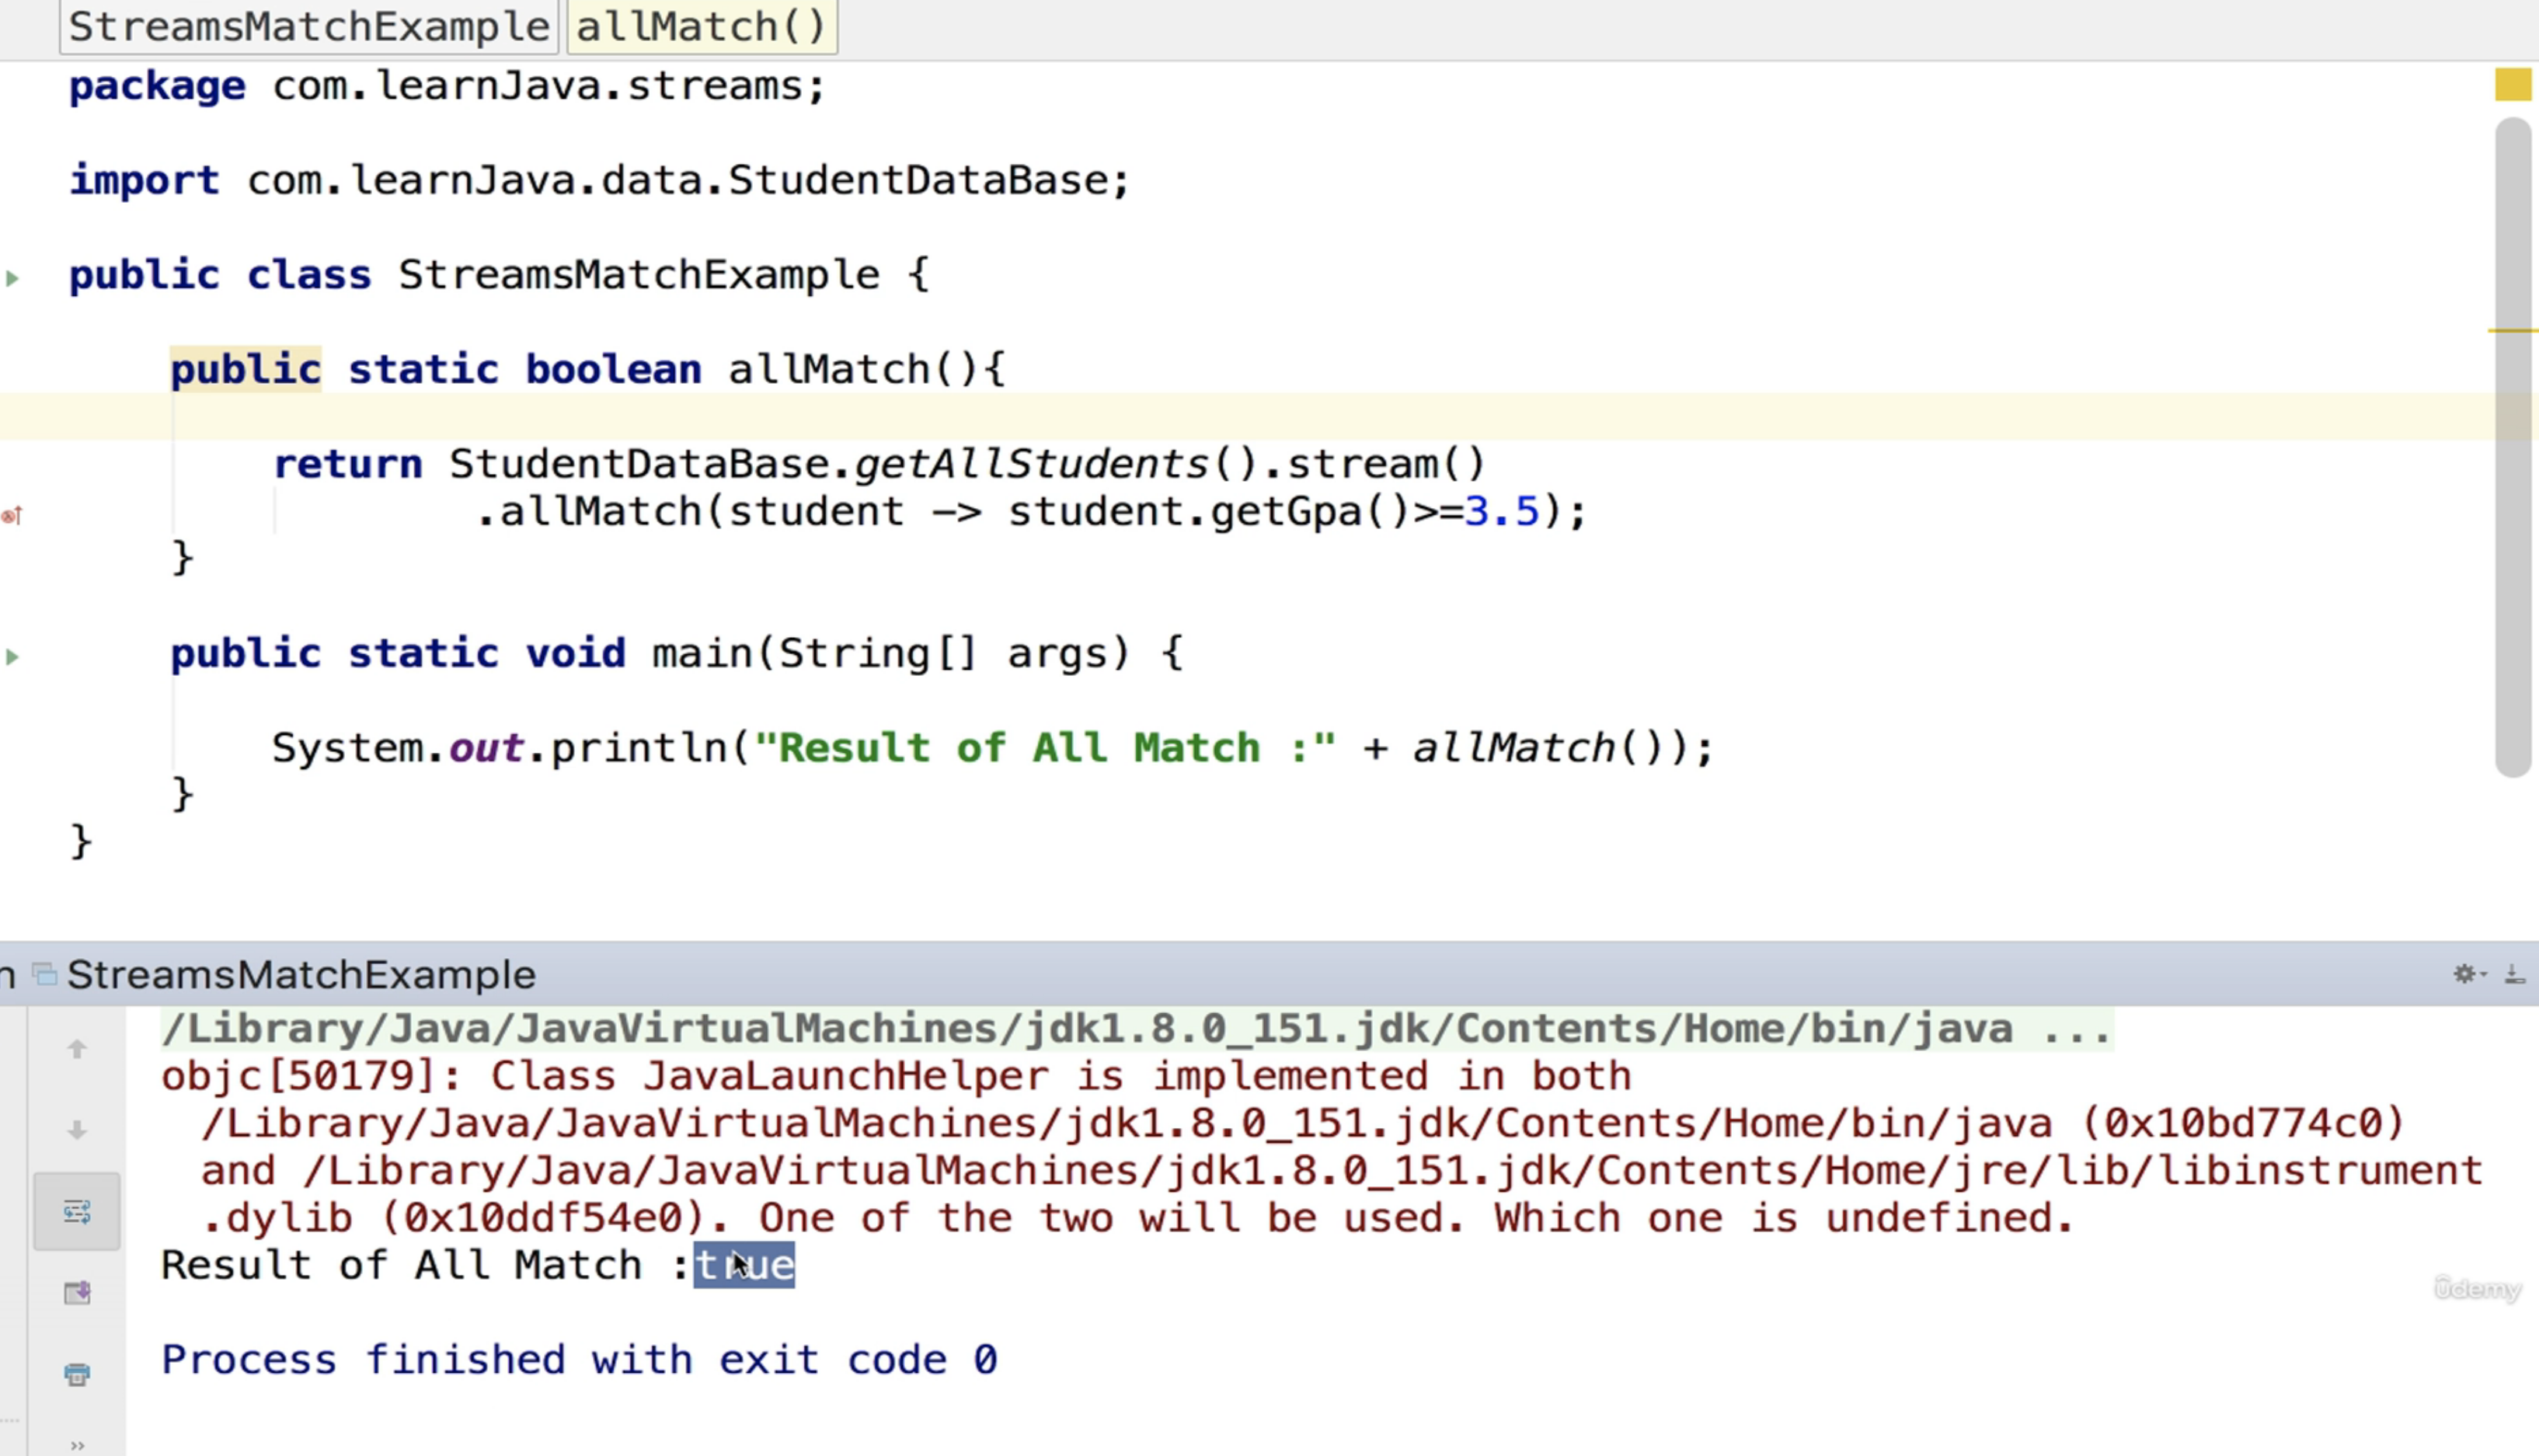 StreamsMatchExample allMatch()
package com.learnJava.streams;
import com.learnJava.data.StudentDataBase;
public class StreamsMatchExample {
public static boolean allMatch(){
return StudentDataBase.getAllStudents().stream()
.allMatch(student -> student.getGpa()>=3.5);
}
public static void main(String[] args) {
System.out.println("Result of All Match :" + allMatch());
}
}
n StreamsMatchExample
/Library/Java/JavaVirtualMachines/jdk1.8.0_151.jdk/Contents/Home/bin/java ...
objc[50179]: Class JavaLaunchHelper is implemented in both
/Library/Java/JavaVirtualMachines/jdk1.8.0_151.jdk/Contents/Home/bin/java (0x10bd774c0)
and /Library/Java/JavaVirtualMachines/jdk1.8.0_151.jdk/Contents/Home/jre/lib/libinstrument
.dylib (0x10ddf54e0). One of the two will be used. Which one is undefined.
Result of All Match :true
ûdemy
Process finished with exit code 0